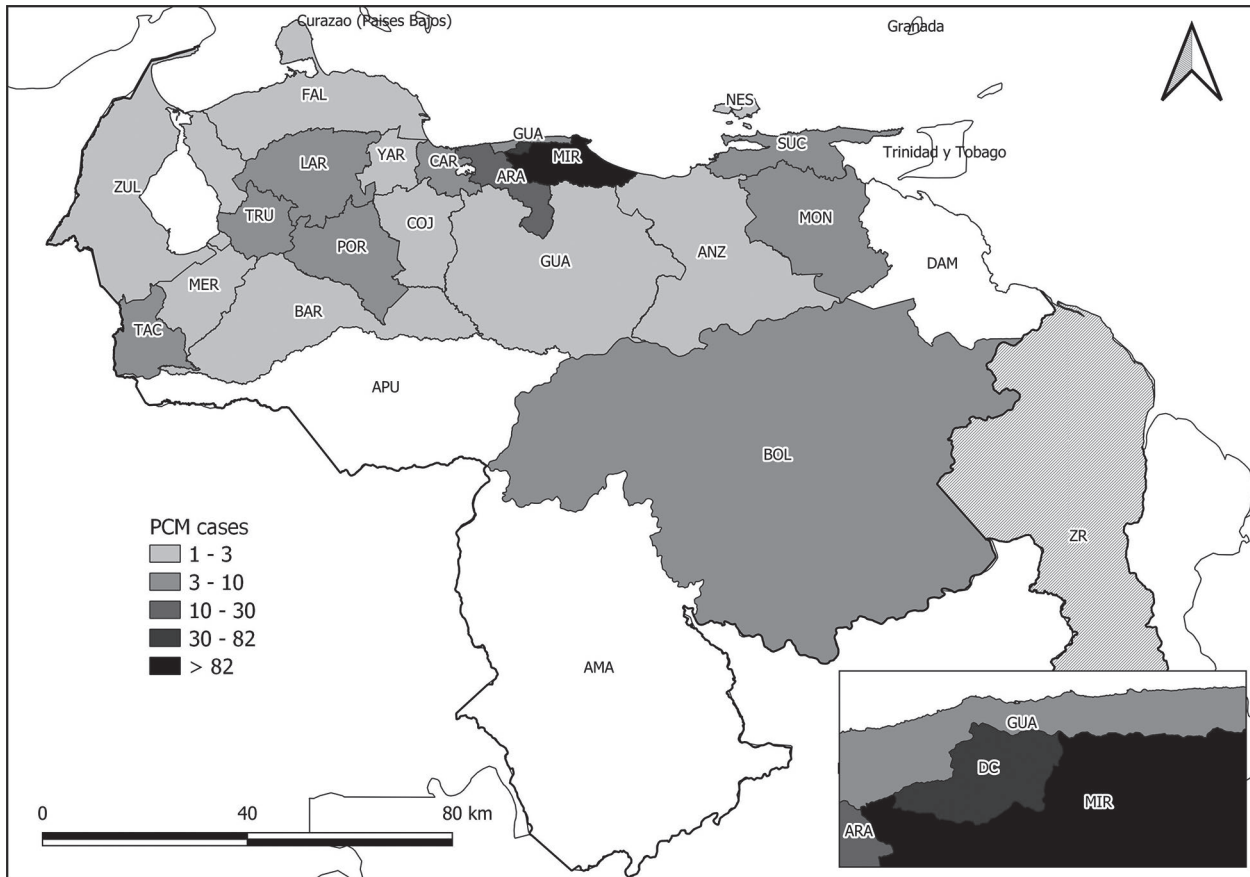 Curazao (Paises Bajos)
Granada
FAL
NES
GUA
SUC
LAR
YAR
CAR
MIR
Trinidad y Tobago
ZUL
ARA
TRU
COJ
MON
POR
GUA
ANZ
DAM
MER
BAR
TAC
APU
BOL
PCM cases
1 - 3
3 - 10
10 - 30
30 - 82
> 82
ZR
AMA
GUA
DC
MIR
ARA
0 40 80 km